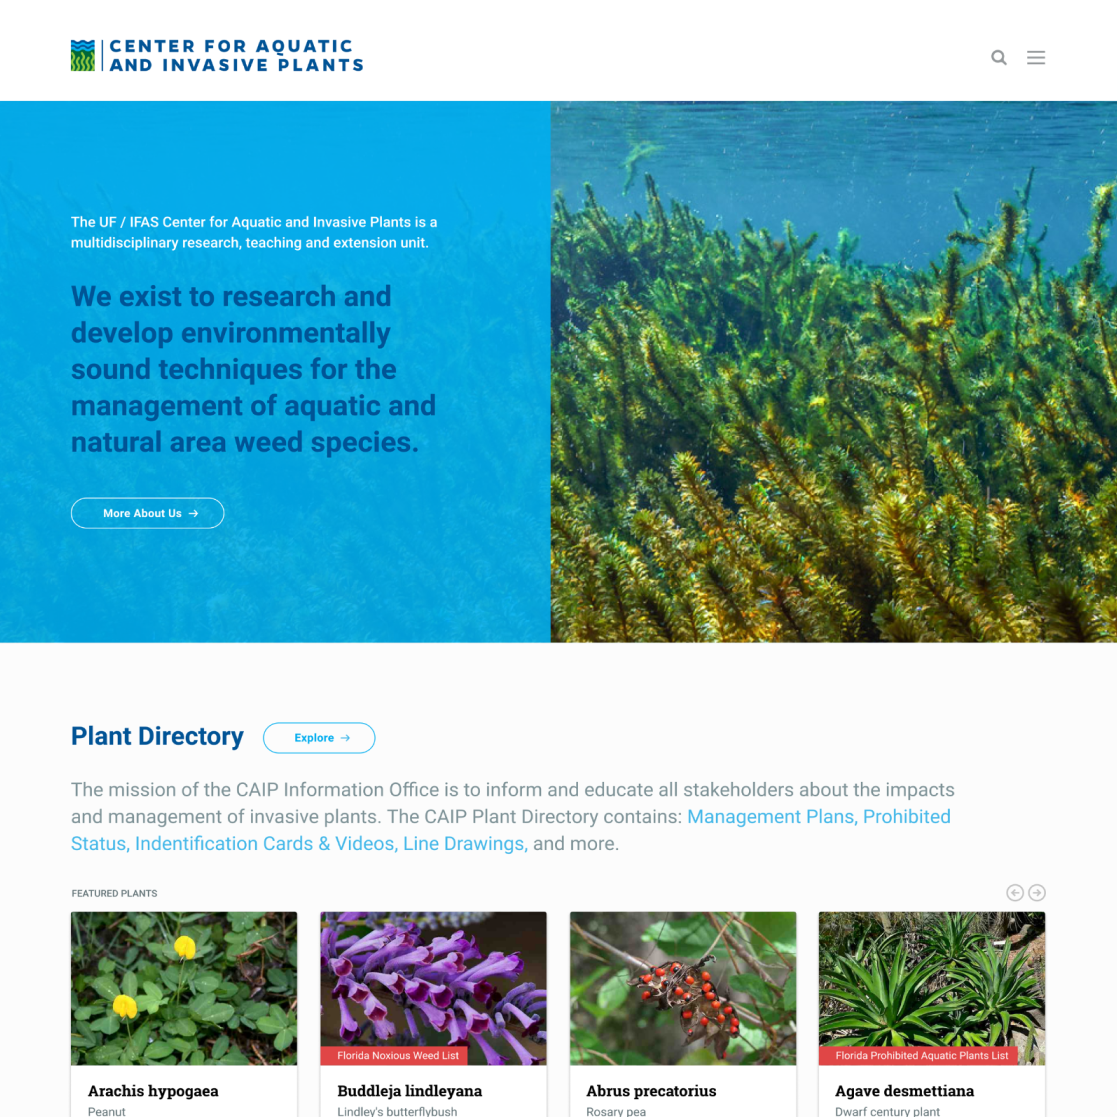 CENTER FOR AQUATIC
AND INVASIVE PLANTS
The UF / IFAS Center for Aquatic and Invasive Plants is a
multidisciplinary research, teaching and extension unit.
We exist to research and
develop environmentally
sound techniques for the
management of aquatic and
natural area weed species.
More About Us →
Plant Directory
Explore →
The mission of the CAIP Information Office is to inform and educate all stakeholders about the impacts
and management of invasive plants. The CAIP Plant Directory contains: Management Plans, Prohibited
Status, Indentification Cards & Videos, Line Drawings, and more.
FEATURED PLANTS
Florida Noxious Weed List
Florida Prohibited Aquatic Plants List
Arachis hypogaea
Peanut
Buddleja lindleyana
Lindley's butterflybush
Abrus precatorius
Rosary pea
Agave desmettiana
Dwarf century plant